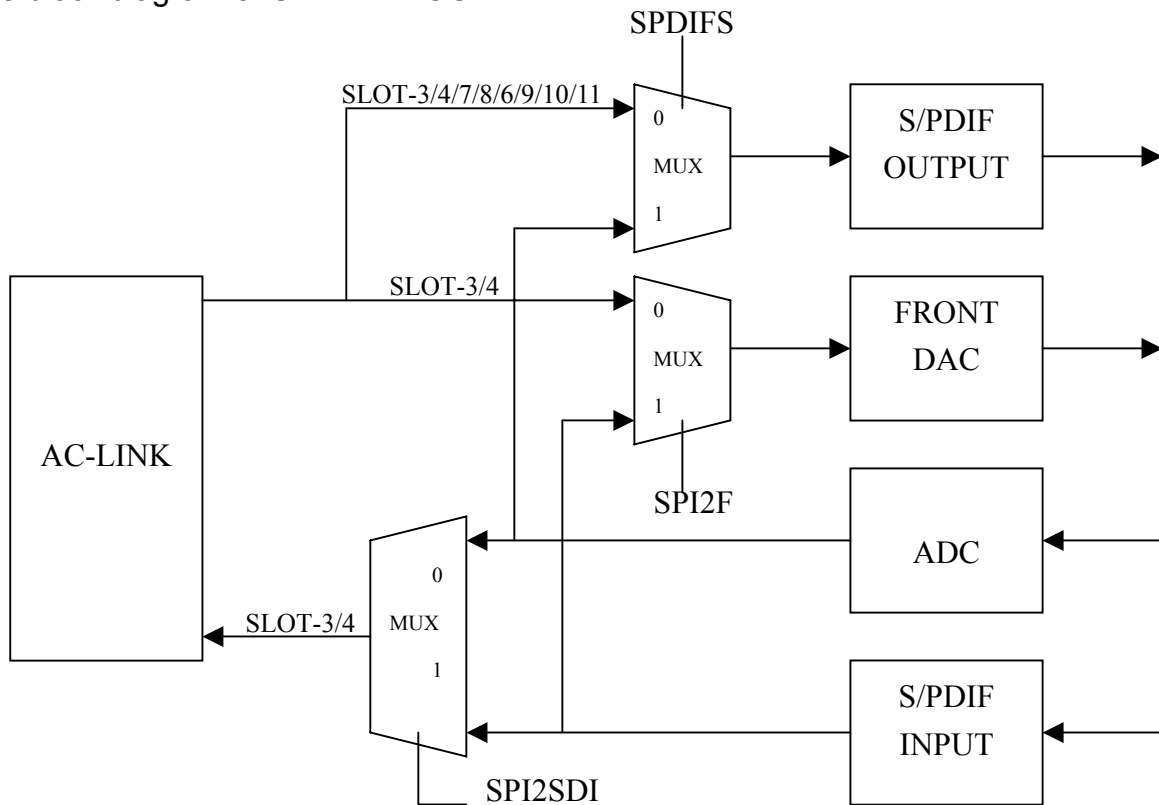 SPDIFS
SLOT-3/4/7/8/6/9/10/11
0
MUX
1
S/PDIF
OUTPUT
SLOT-3/4
0
MUX
1
FRONT
DAC
AC-LINK
SPI2F
ADC
0
MUX
1
SLOT-3/4
S/PDIF
INPUT
SPI2SDI